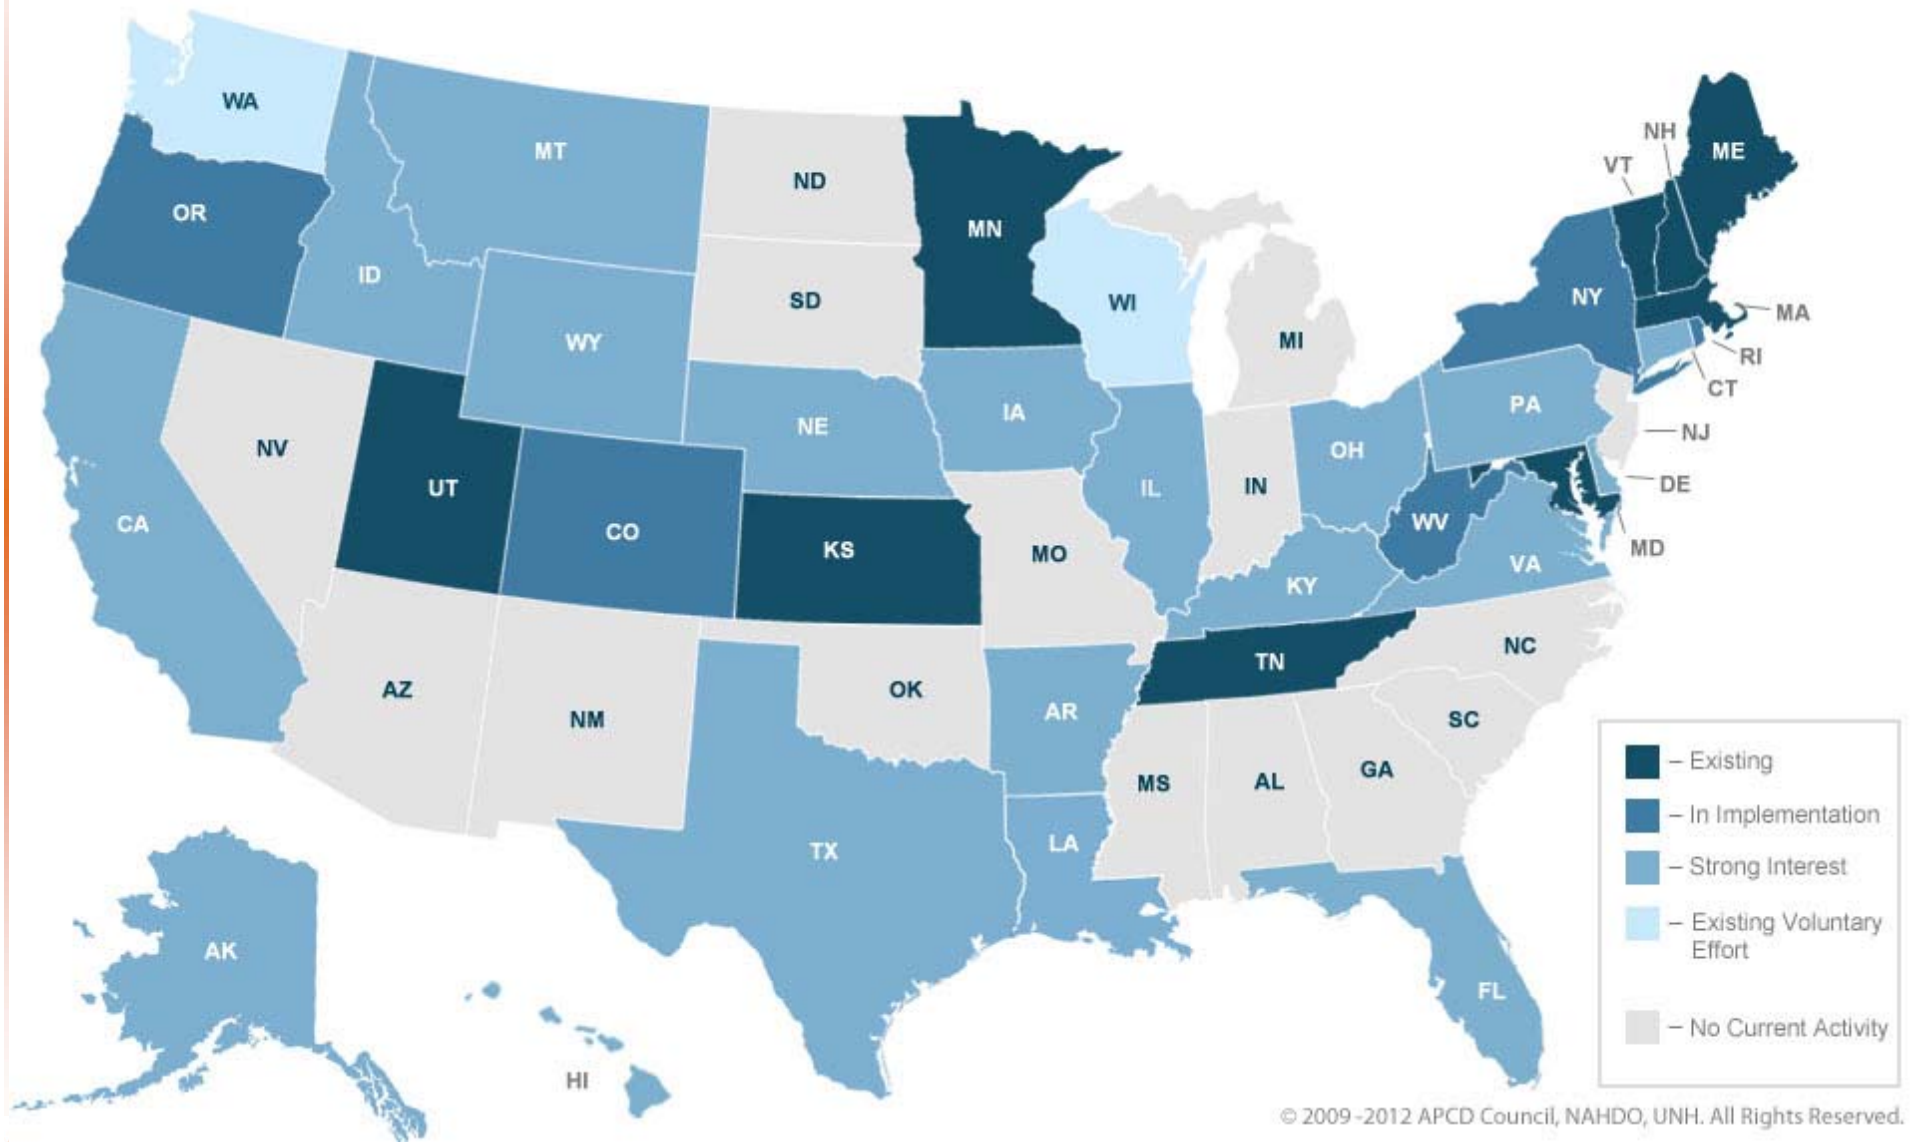 WA
MT
ND
MN
ME
NH
VT
OR
ID
SD
WI
MI
NY
MA
RI
CT
WY
NE
IA
PA
NJ
NV
UT
CO
KS
MO
IL
IN
OH
WV
VA
DE
MD
CA
KY
AZ
NM
OK
AR
TN
NC
SC
MS
AL
GA
TX
LA
FL
AK
HI
– Existing
– In Implementation
– Strong Interest
– Existing Voluntary
Effort
– No Current Activity
© 2009 -2012 APCD Council, NAHDO, UNH. All Rights Reserved.